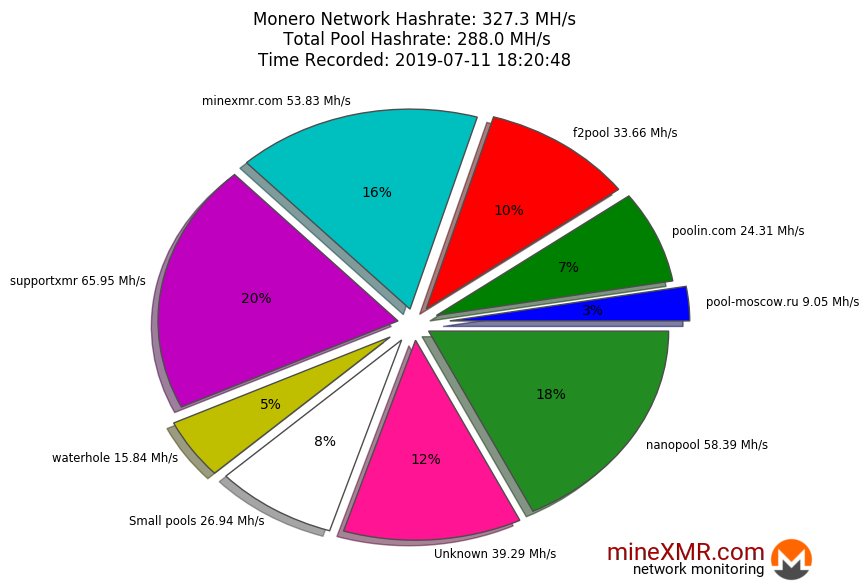 Monero Network Hashrate: 327.3 MH/s
Total Pool Hashrate: 288.0 MH/s
Time Recorded: 2019-07-11 18:20:48
minexmr.com 53.83 Mh/s
f2pool 33.66 Mh/s
16%
10%
poolin.com 24.31 Mh/s
7%
supportxmr 65.95 Mh/s
20%
pool-moscow.ru 9.05 Mh/s
3%
18%
5%
8%
12%
nanopool 58.39 Mh/s
waterhole 15.84 Mh/s
Small pools 26.94 Mh/s
Unknown 39.29 Mh/s
mineXMR.com
network monitoring